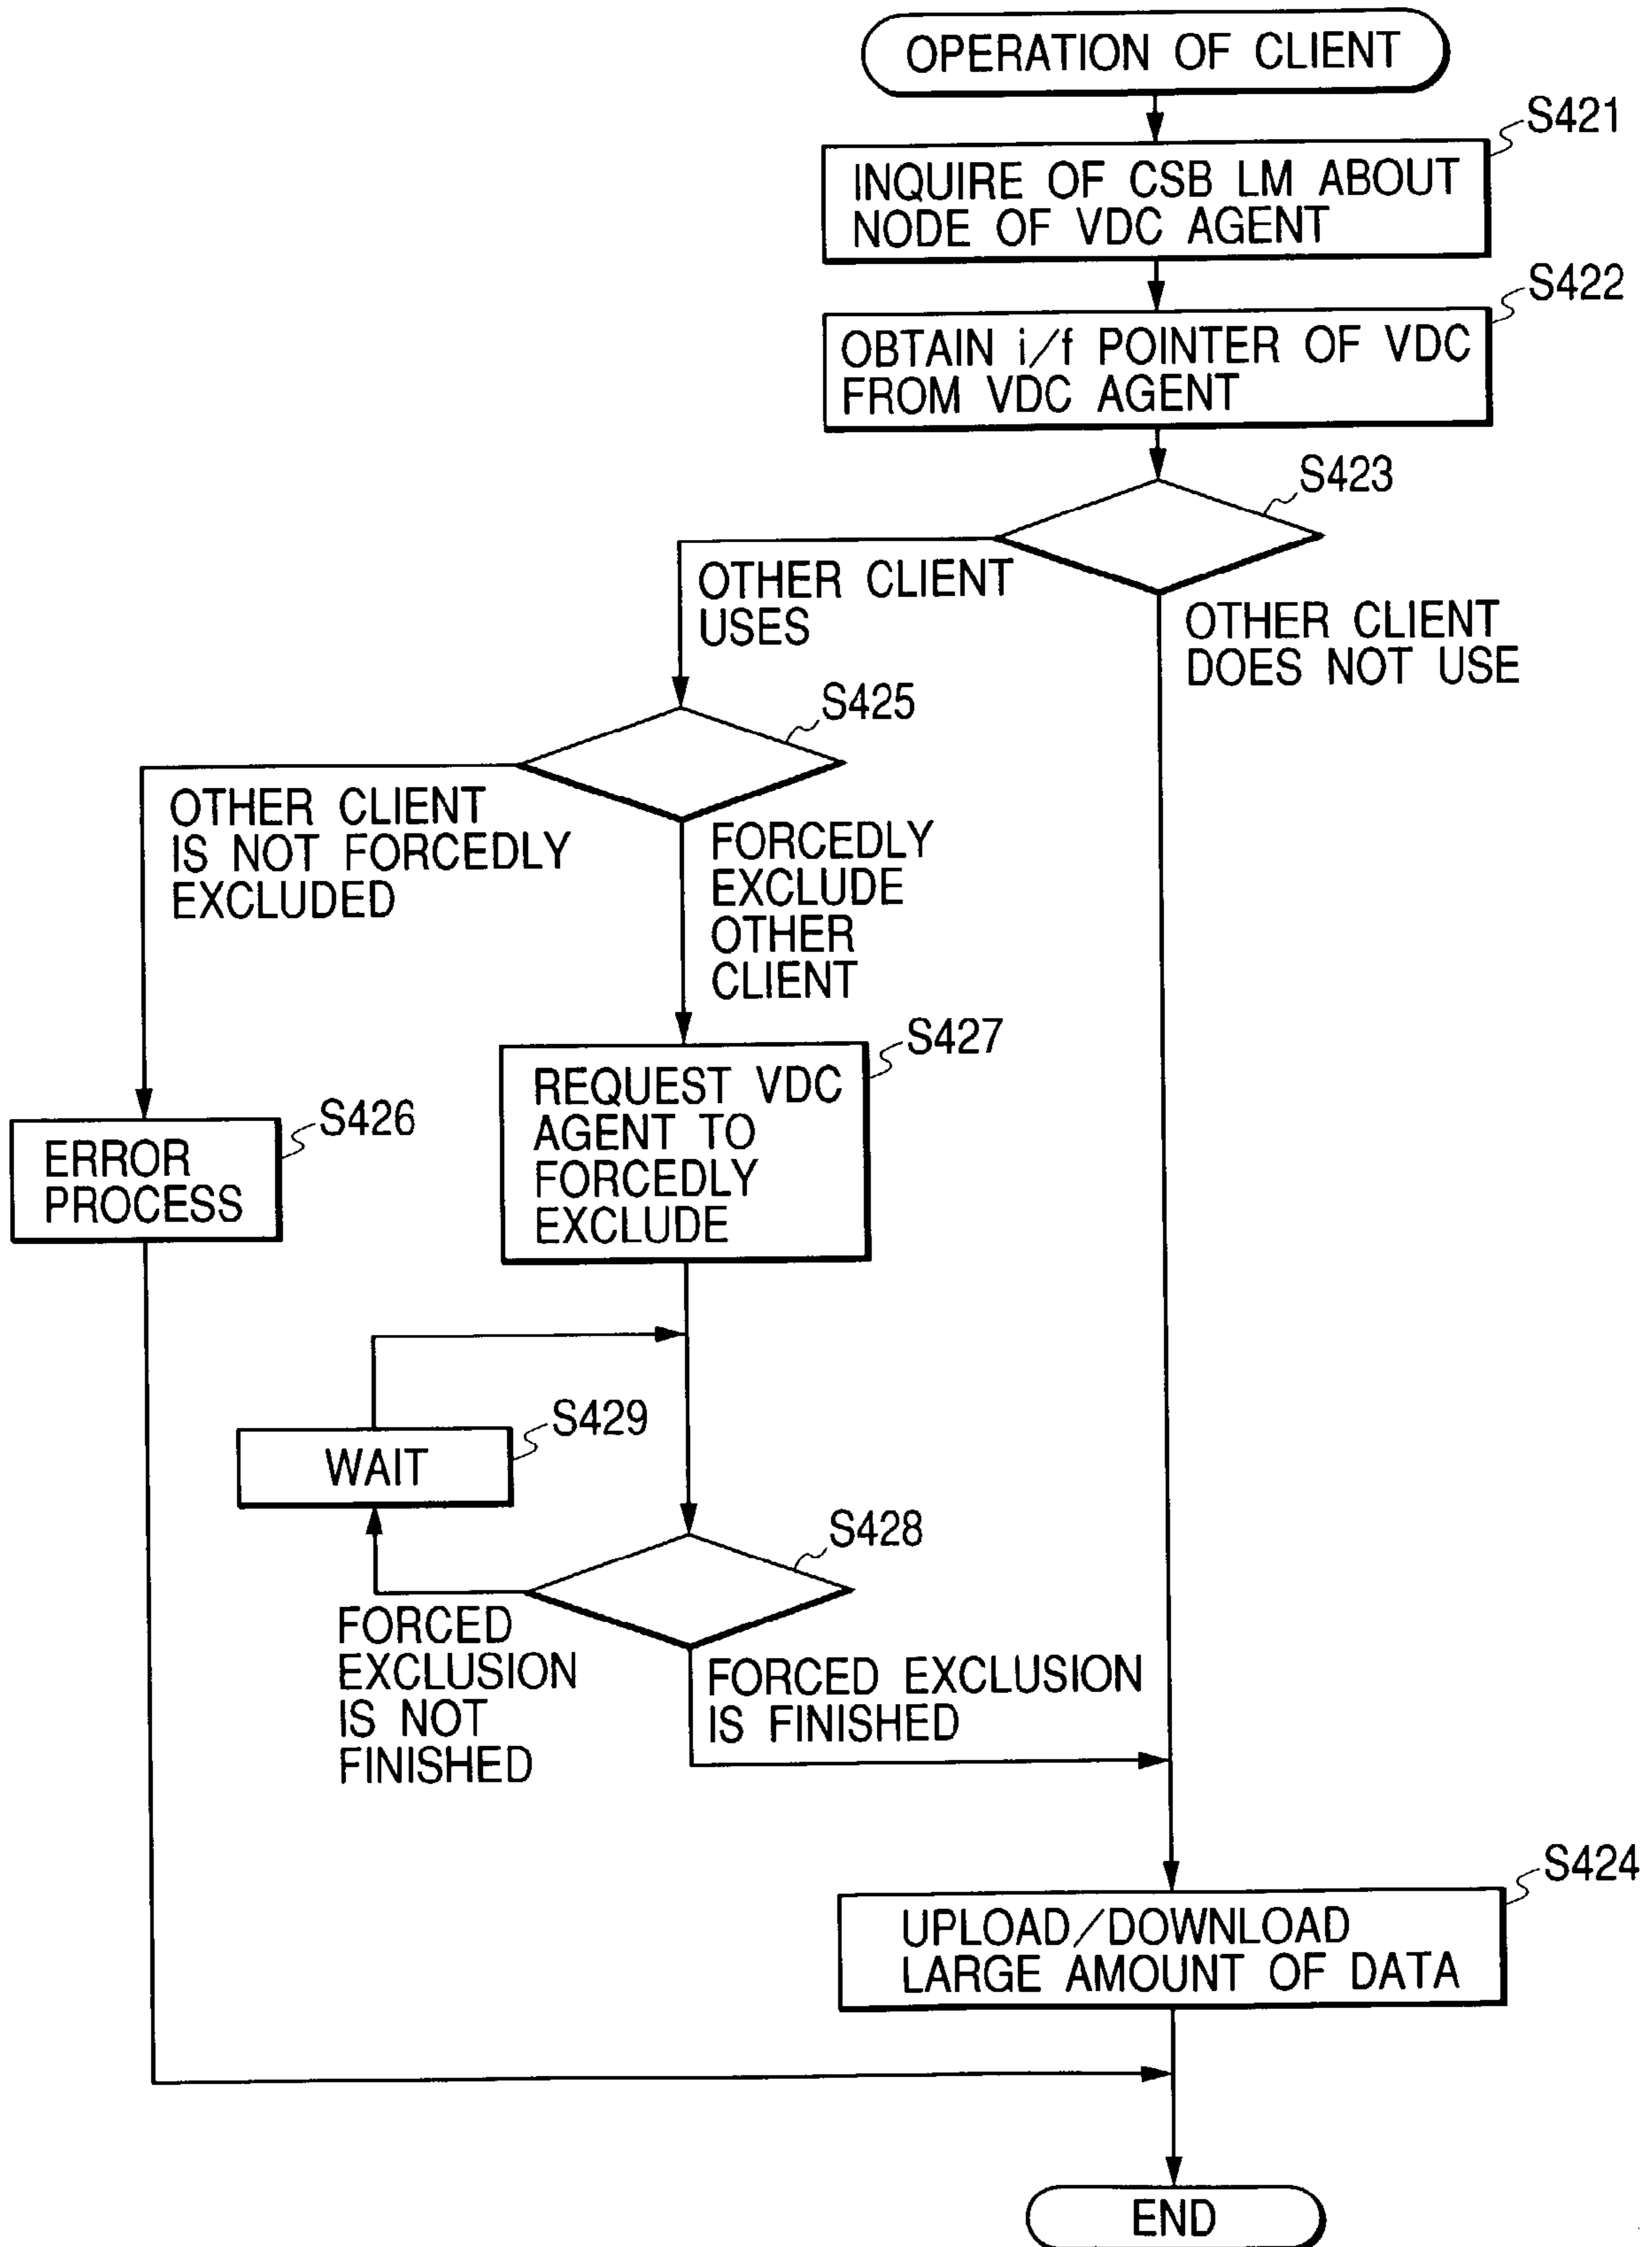 OPERATION OF CLIENT
S421
INQUIRE OF CSB LM ABOUT
NODE OF VDC AGENT
S422
OBTAIN i/f POINTER OF VDC
FROM VDC AGENT
S423
OTHER CLIENT
USES
OTHER CLIENT
DOES NOT USE
S425
OTHER CLIENT
IS NOT FORCEDLY
EXCLUDED
FORCEDLY
EXCLUDE
OTHER
CLIENT
S427
REQUEST VDC
AGENT TO
FORCEDLY
EXCLUDE
S426
ERROR
PROCESS
S429
WAIT
S428
FORCED
EXCLUSION
IS NOT
FINISHED
FORCED EXCLUSION
IS FINISHED
S424
UPLOAD/DOWNLOAD
LARGE AMOUNT OF DATA
END